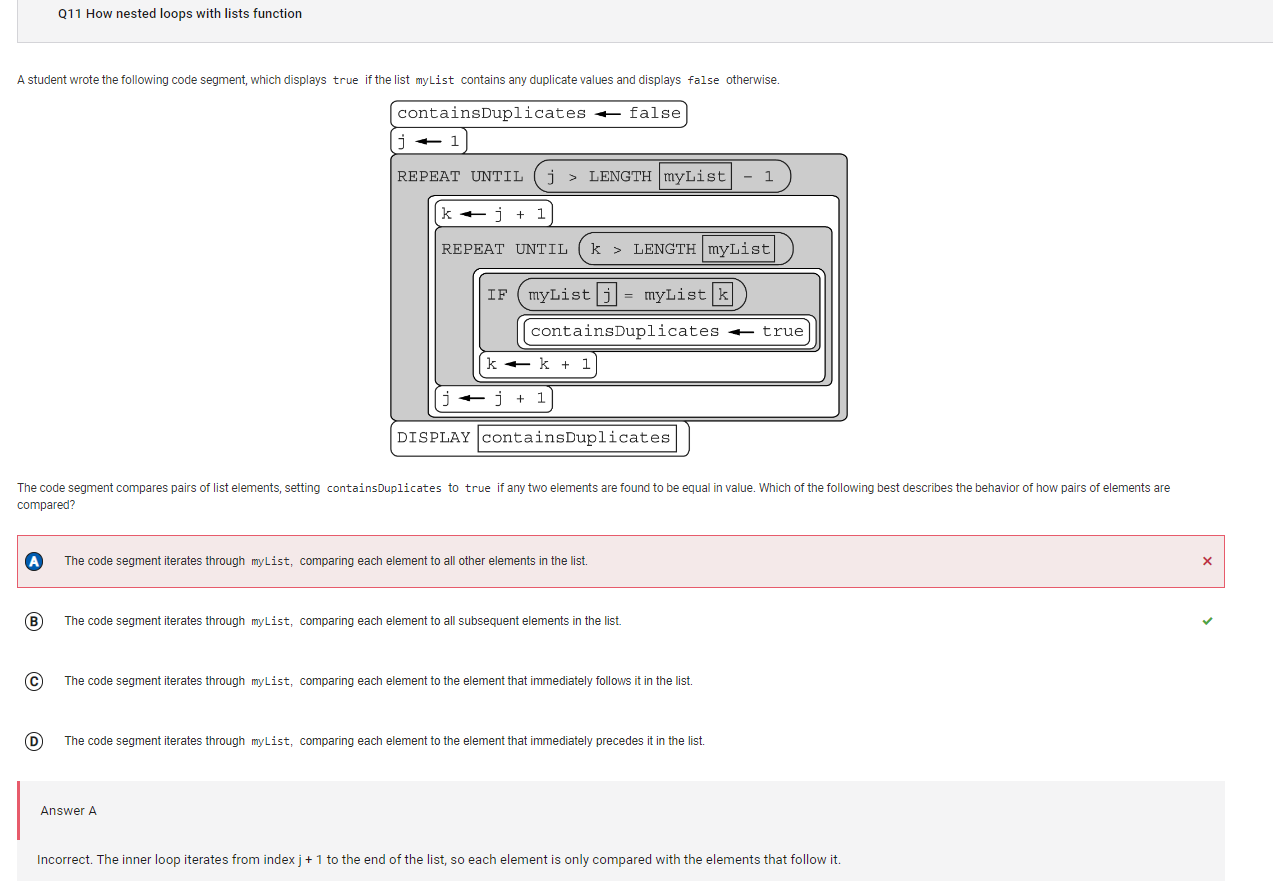 Q11 How nested loops with lists function
A student wrote the following code segment, which displays true if the list myList contains any duplicate values and displays false otherwise.
containsDuplicates ← false
j ← 1
REPEAT UNTIL j > LENGTH myList - 1
k ← j + 1
REPEAT UNTIL k > LENGTH myList
IF myList j = myList k
containsDuplicates ← true
k ← k + 1
j ← j + 1
DISPLAY containsDuplicates
The code segment compares pairs of list elements, setting containsDuplicates to true if any two elements are found to be equal in value. Which of the following best describes the behavior of how pairs of elements are
compared?
A The code segment iterates through myList, comparing each element to all other elements in the list. ✕
B The code segment iterates through myList, comparing each element to all subsequent elements in the list. ✓
C The code segment iterates through myList, comparing each element to the element that immediately follows it in the list.
D The code segment iterates through myList, comparing each element to the element that immediately precedes it in the list.
Answer A
Incorrect. The inner loop iterates from index j + 1 to the end of the list, so each element is only compared with the elements that follow it.